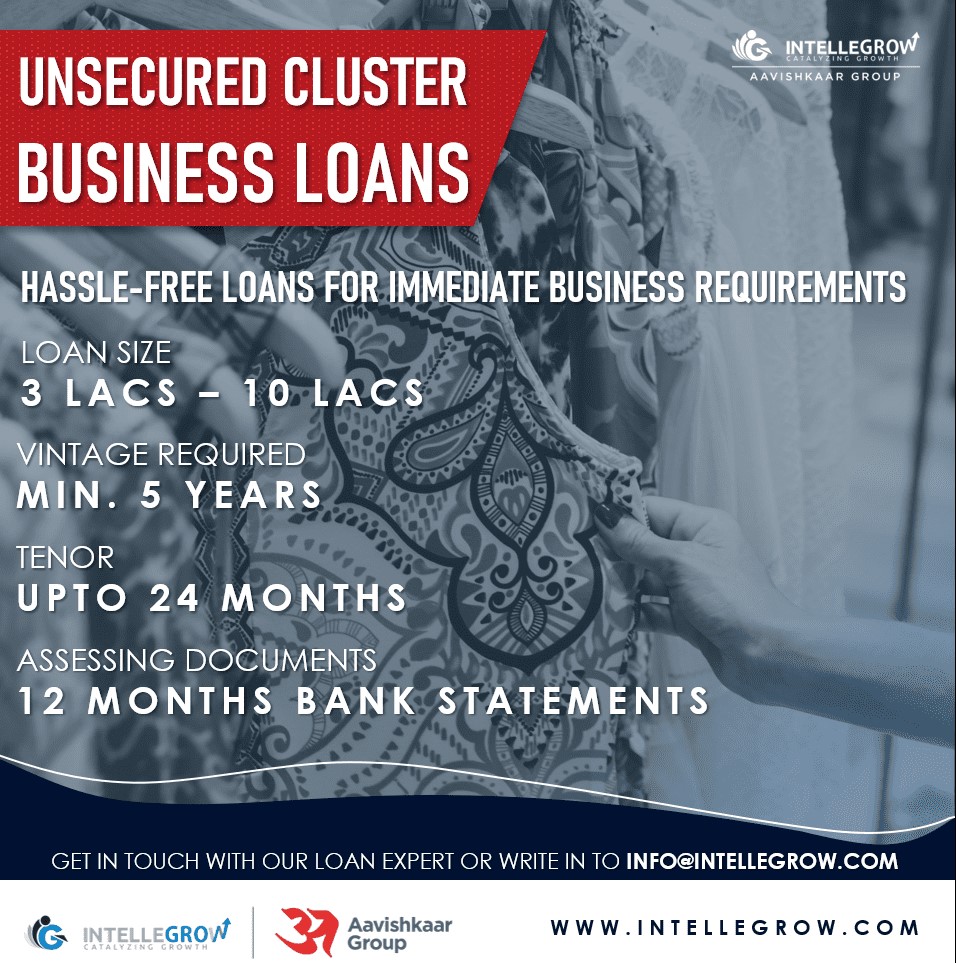 UNSECURED CLUSTER
BUSINESS LOANS
INTELLEGROW
CATALYZING GROWTH
AAVISHKAAR GROUP
HASSLE-FREE LOANS FOR IMMEDIATE BUSINESS REQUIREMENTS
LOAN SIZE
3 LACS – 10 LACS
VINTAGE REQUIRED
MIN. 5 YEARS
TENOR
UPTO 24 MONTHS
ASSESSING DOCUMENTS
12 MONTHS BANK STATEMENTS
GET IN TOUCH WITH OUR LOAN EXPERT OR WRITE IN TO INFO@INTELLEGROW.COM
INTELLEGROW
CATALYZING GROWTH
Aavishkaar
Group
WWW.INTELLEGROW.COM